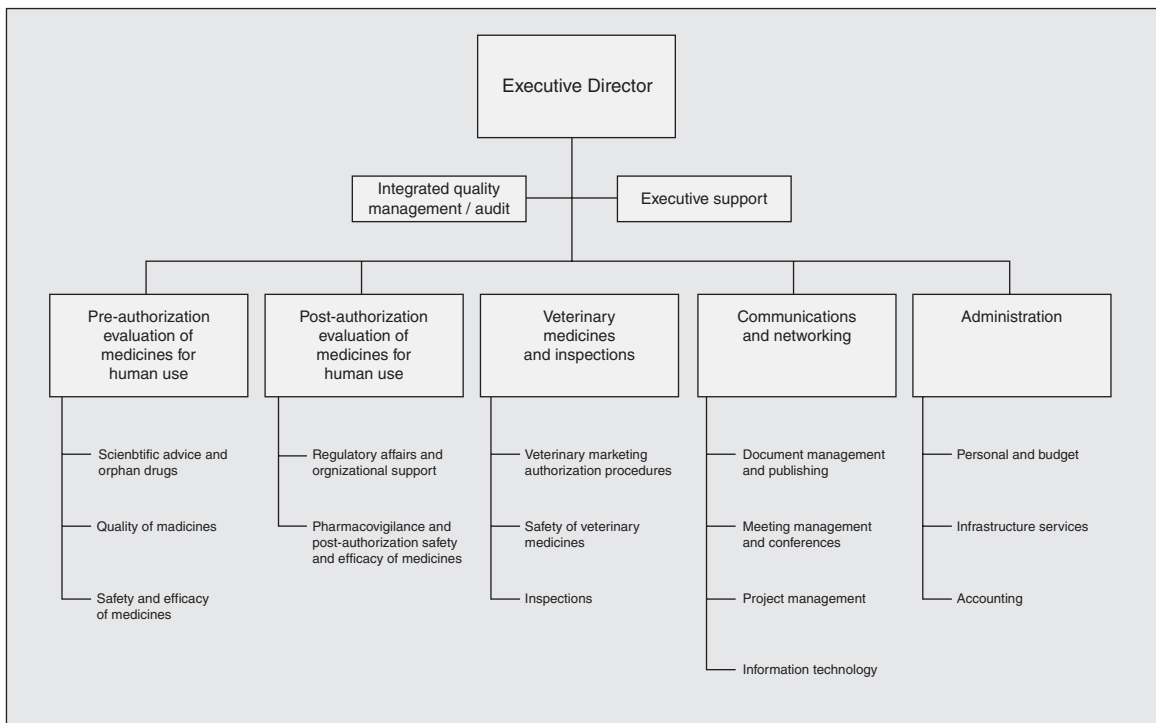 Executive Director
Integrated quality
management / audit
Executive support
Pre-authorization
evaluation of
medicines for
human use
Post-authorization
evaluation of
medicines for
human use
Veterinary
medicines
and inspections
Communications
and networking
Administration
Scienbtific advice and
orphan drugs
Quality of madicines
Safety and efficacy
of medicines
Regulatory affairs and
orgnizational support
Pharmacovigilance and
post-authorization safety
and efficacy of medicines
Veterinary marketing
authorization procedures
Safety of veterinary
medicines
Inspections
Document management
and publishing
Meeting management
and conferences
Project management
Information technology
Personal and budget
Infrastructure services
Accounting